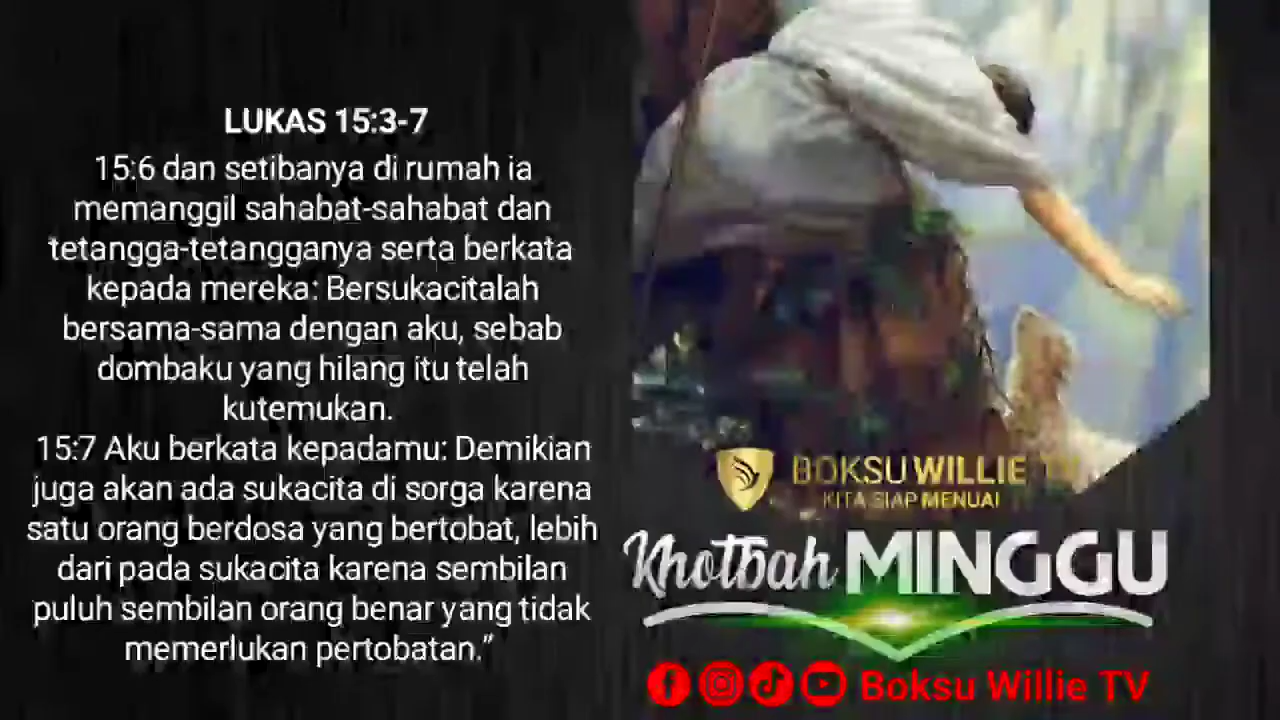 LUKAS 15:3-7
15:6 dan setibanya di rumah ia
memanggil sahabat-sahabat dan
tetangga-tetangganya serta berkata
kepada mereka: Bersukacitalah
bersama-sama dengan aku, sebab
dombaku yang hilang itu telah
kutemukan.
15:7 Aku berkata kepadamu: Demikian
juga akan ada sukacita di sorga karena
satu orang berdosa yang bertobat, lebih
dari pada sukacita karena sembilan
puluh sembilan orang benar yang tidak
memerlukan pertobatan.”
BOKSU WILLIE TV
KITA SIAP MENUAI
Khotbah MINGGU
Boksu Willie TV